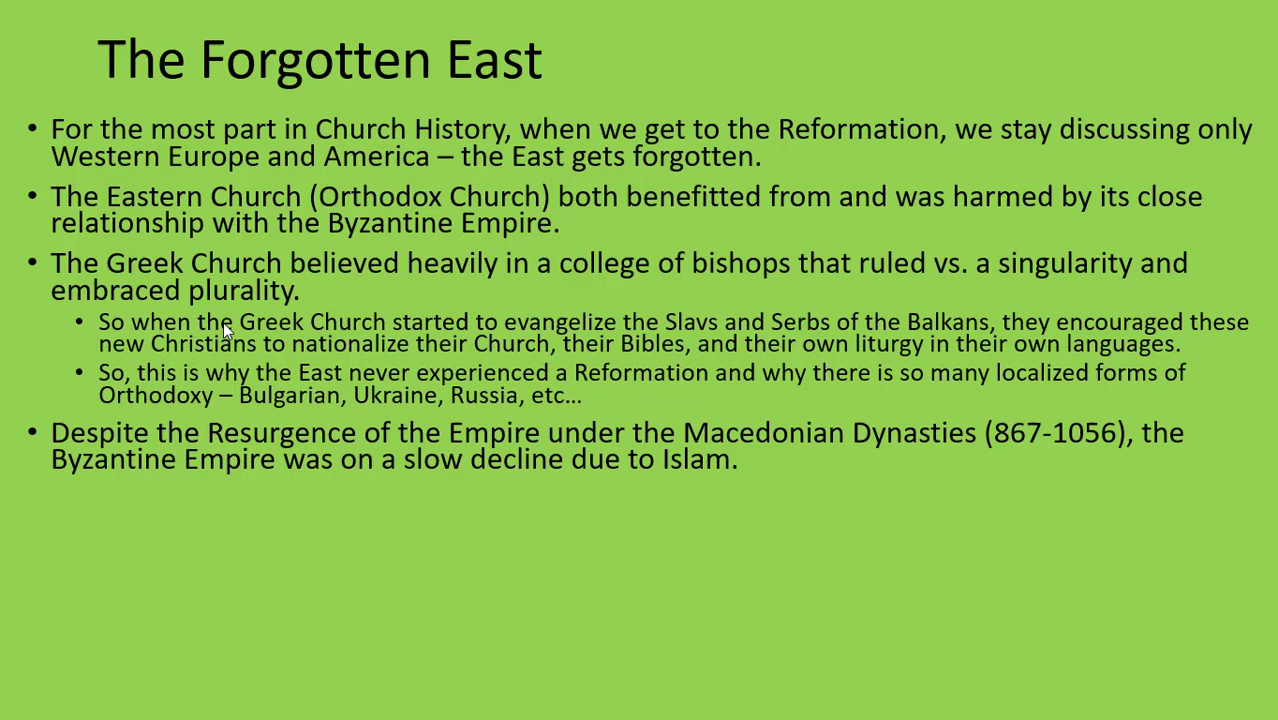 The Forgotten East
• For the most part in Church History, when we get to the Reformation, we stay discussing only
Western Europe and America – the East gets forgotten.
• The Eastern Church (Orthodox Church) both benefitted from and was harmed by its close
relationship with the Byzantine Empire.
• The Greek Church believed heavily in a college of bishops that ruled vs. a singularity and
embraced plurality.
• So when the Greek Church started to evangelize the Slavs and Serbs of the Balkans, they encouraged these
new Christians to nationalize their Church, their Bibles, and their own liturgy in their own languages.
• So, this is why the East never experienced a Reformation and why there is so many localized forms of
Orthodoxy – Bulgarian, Ukraine, Russia, etc…
• Despite the Resurgence of the Empire under the Macedonian Dynasties (867-1056), the
Byzantine Empire was on a slow decline due to Islam.